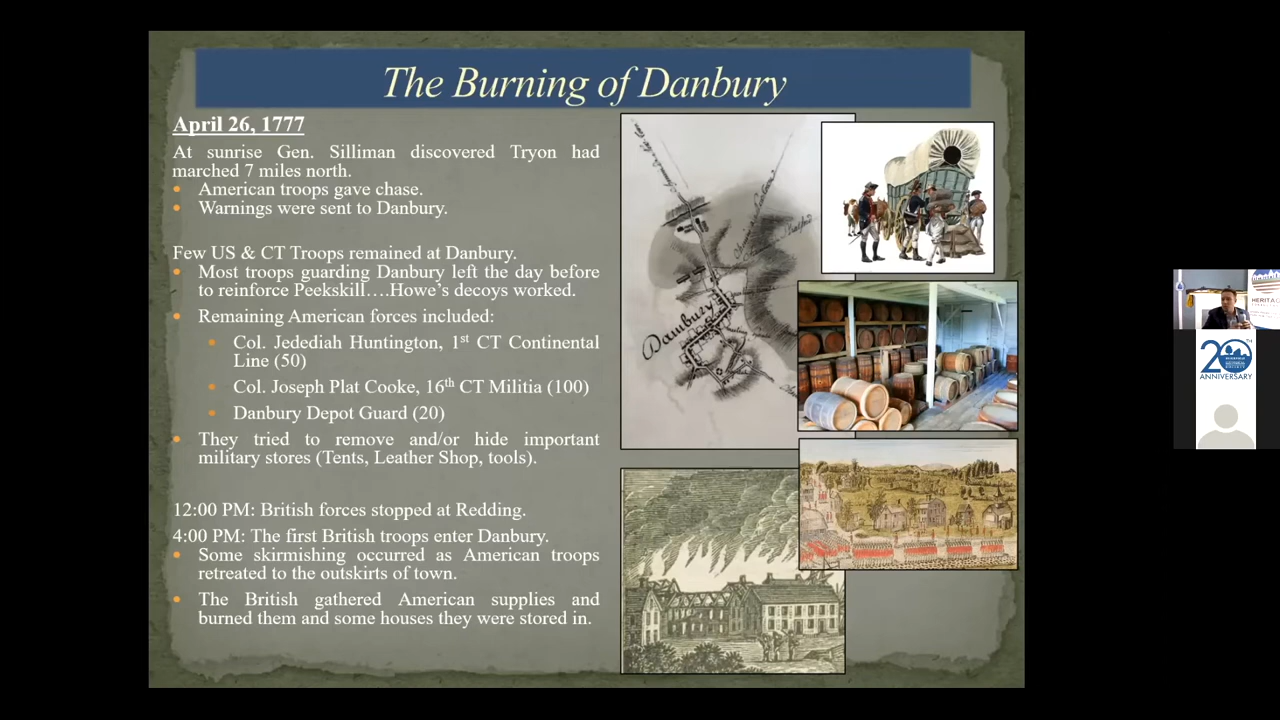 The Burning of Danbury
April 26, 1777
At sunrise Gen. Silliman discovered Tryon had
marched 7 miles north.
• American troops gave chase.
• Warnings were sent to Danbury.
Few US & CT Troops remained at Danbury.
• Most troops guarding Danbury left the day before
to reinforce Peekskill….Howe's decoys worked.
• Remaining American forces included:
• Col. Jedediah Huntington, 1st CT Continental
Line (50)
• Col. Joseph Plat Cooke, 16th CT Militia (100)
• Danbury Depot Guard (20)
• They tried to remove and/or hide important
military stores (Tents, Leather Shop, tools).
12:00 PM: British forces stopped at Redding.
4:00 PM: The first British troops enter Danbury.
• Some skirmishing occurred as American troops
retreated to the outskirts of town.
• The British gathered American supplies and
burned them and some houses they were stored in.
Danbury
20
ANNIVERSARY